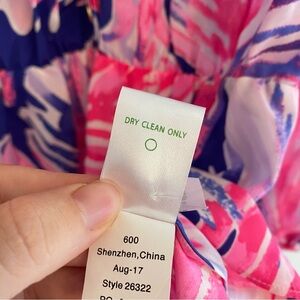 DRY CLEAN ONLY
600
Shenzhen,China
Aug-17
Style 26322